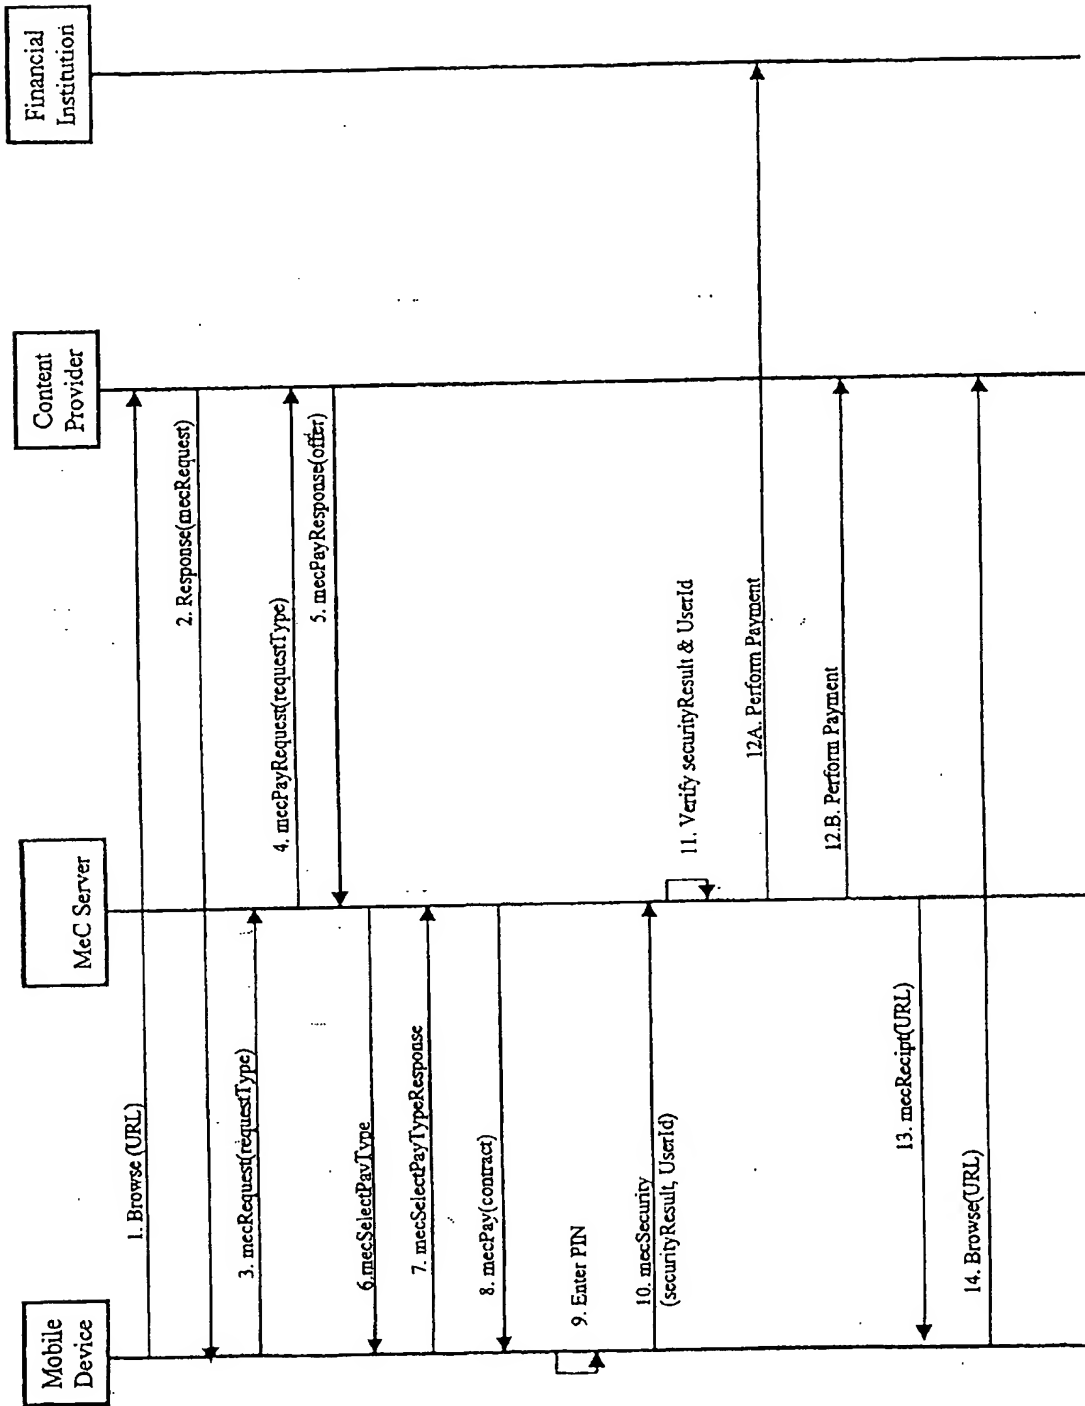 Mobile
Device
MeC Server
Content
Provider
Financial
Institution
1. Browse (URL)
2. Response(mecRequest)
3. mecRequest(requestType)
4. mecPayRequest(requestType)
5. mecPayResponse(offer)
6.mecSelectPayType
7. mecSelectPayTypeResponse
8. mecPay(contract)
9. Enter PIN
10. mecSecurity
(securityResult, UserId)
11. Verify securityResult & UserId
12A. Perform Payment
12.B. Perform Payment
13. mecRecipt(URL)
14. Browse(URL)